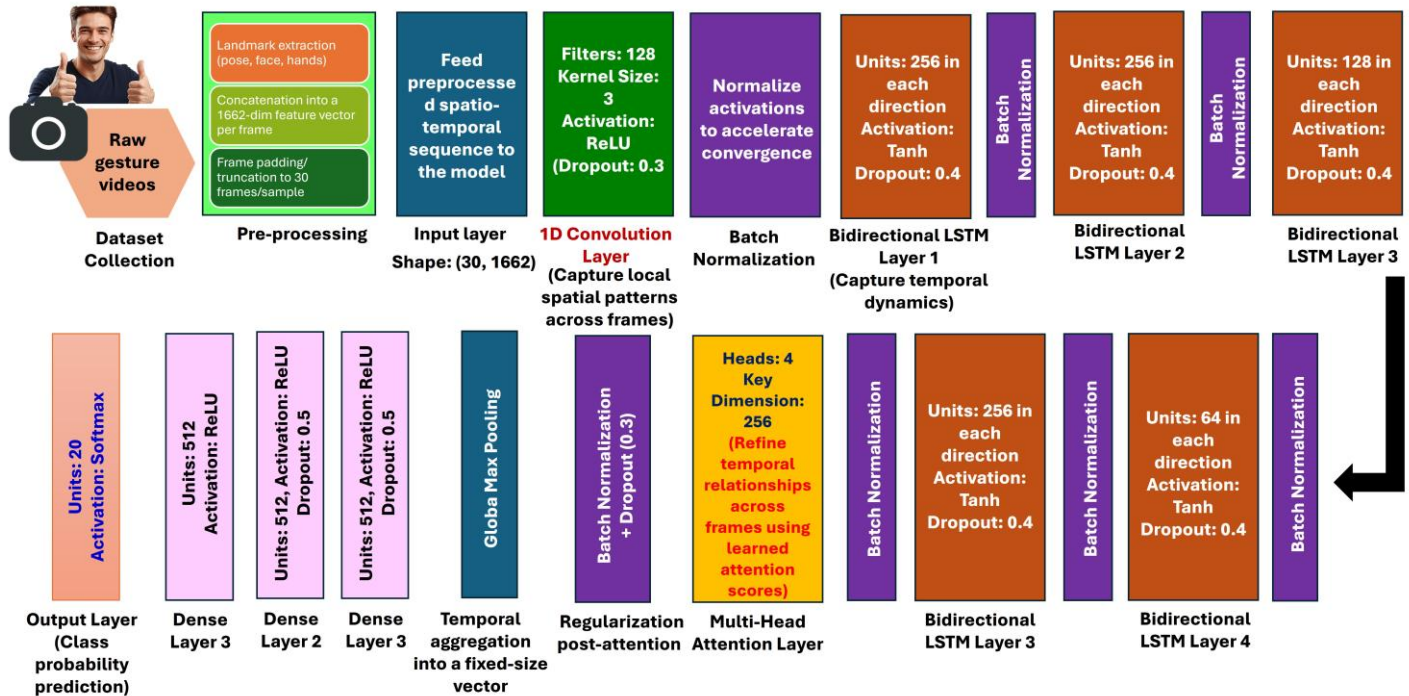 Raw
gesture
videos
Dataset
Collection
Landmark extraction
(pose, face, hands)
Concatenation into a
1662-dim feature vector
per frame
Frame padding/
truncation to 30
frames/sample
Pre-processing
Feed
preprocesse
d spatio-
temporal
sequence to
the model
Input layer
Shape: (30, 1662)
Filters: 128
Kernel Size:
3
Activation:
ReLU
(Dropout: 0.3
1D Convolution
Layer
(Capture local
spatial patterns
across frames)
Normalize
activations
to accelerate
convergence
Batch
Normalization
Units: 256 in
each
direction
Activation:
Tanh
Dropout: 0.4
Bidirectional LSTM
Layer 1
(Capture temporal
dynamics)
Batch
Normalization
Units: 256 in
each
direction
Activation:
Tanh
Dropout: 0.4
Bidirectional
LSTM Layer 2
Batch
Normalization
Units: 128 in
each
direction
Activation:
Tanh
Dropout: 0.4
Bidirectional
LSTM Layer 3
Units: 20
Activation: Softmax
Output Layer
(Class
probability
prediction)
Units: 512
Activation: ReLU
Dense
Layer 3
Units: 512, Activation: ReLU
Dropout: 0.5
Dense
Layer 2
Units: 512, Activation: ReLU
Dropout: 0.5
Dense
Layer 3
Globa Max Pooling
Temporal
aggregation
into a fixed-size
vector
Batch Normalization
+ Dropout (0.3)
Regularization
post-attention
Heads: 4
Key
Dimension:
256
(Refine
temporal
relationships
across
frames using
learned
attention
scores)
Multi-Head
Attention Layer
Batch Normalization
Units: 256 in
each
direction
Activation:
Tanh
Dropout: 0.4
Bidirectional
LSTM Layer 3
Batch Normalization
Units: 64 in
each
direction
Activation:
Tanh
Dropout: 0.4
Bidirectional
LSTM Layer 4
Batch Normalization